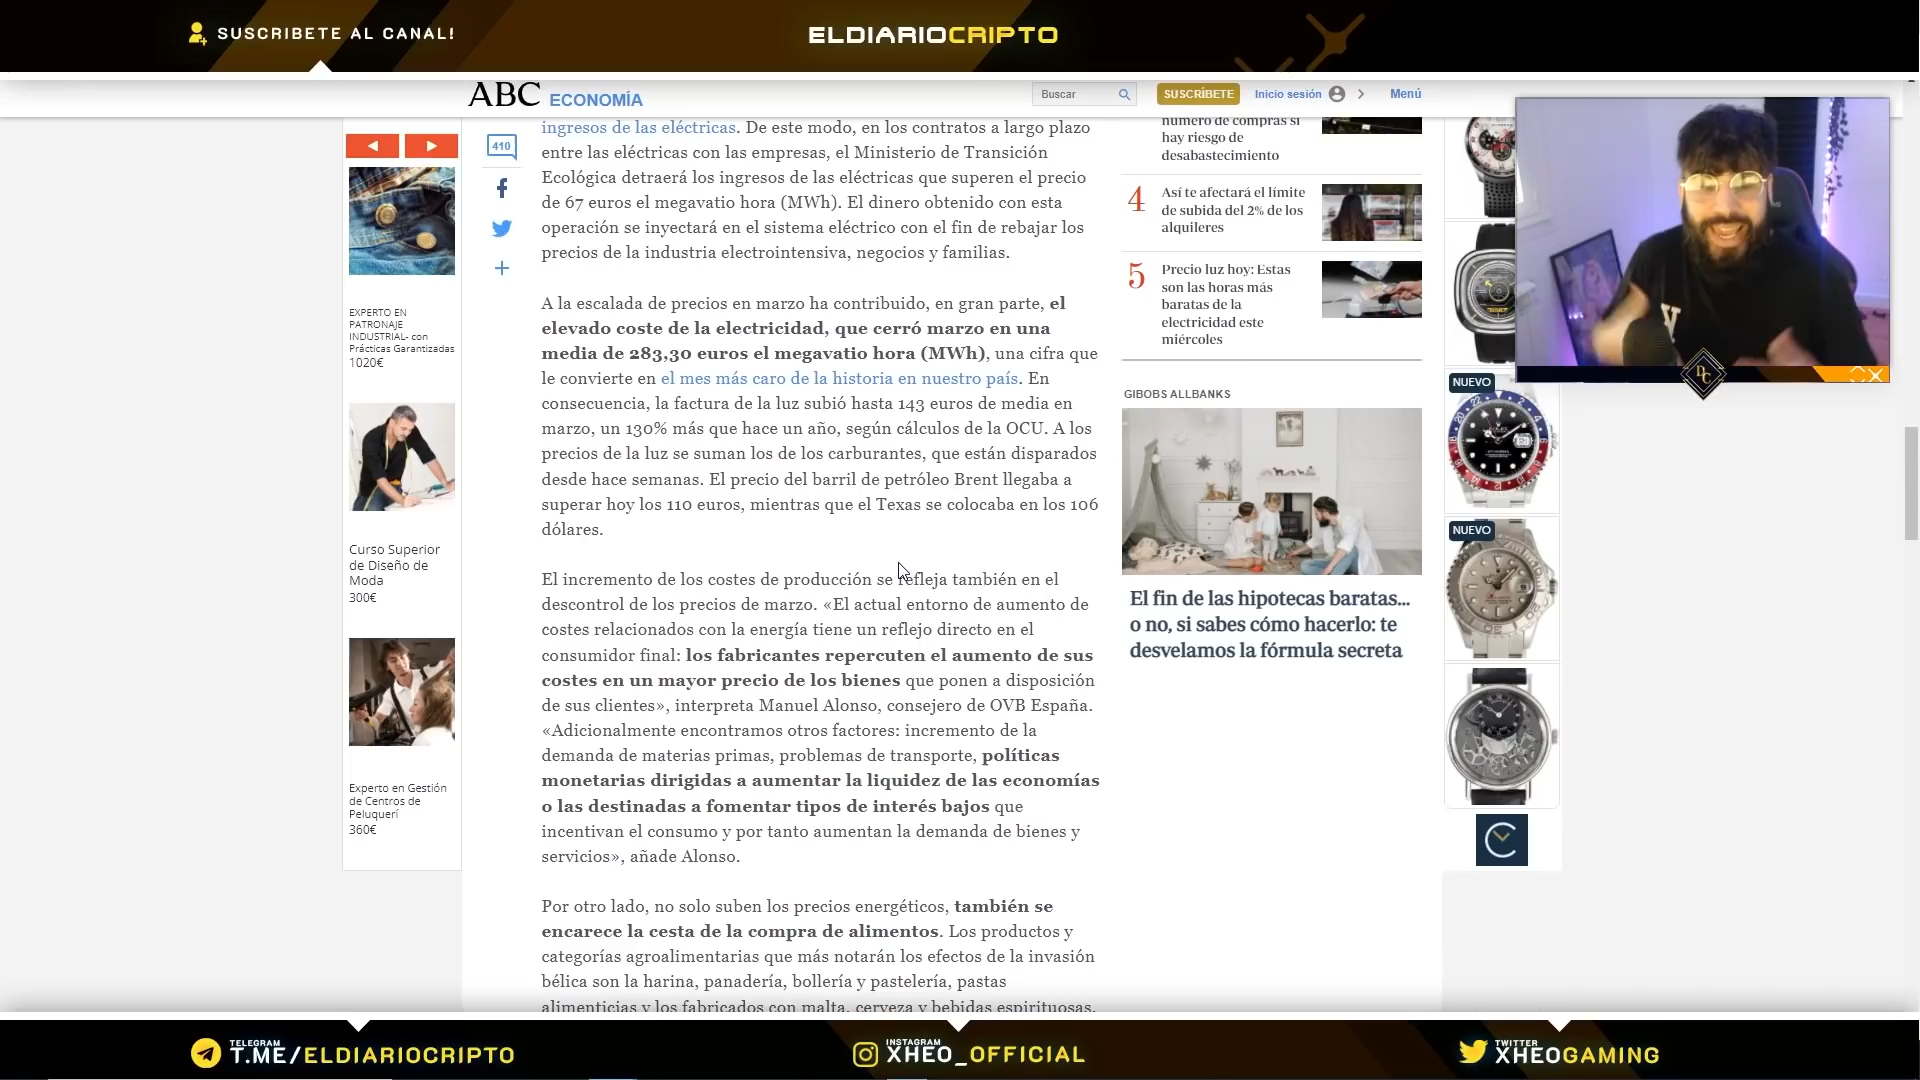 SUSCRIBETE AL CANAL!
ELDIARIOCRIPTO
ABC ECONOMÍA
Buscar
SUSCRÍBETE
Inicio sesión
Menú
EXPERTO EN
PATRONAJE
INDUSTRIAL- con
Prácticas Garantizadas
1020€
Curso Superior
de Diseño de
Moda
300€
Experto en Gestión
de Centros de
Peluquerí
360€
410
ingresos de las eléctricas. De este modo, en los contratos a largo plazo
entre las eléctricas con las empresas, el Ministerio de Transición
Ecológica detraerá los ingresos de las eléctricas que superen el precio
de 67 euros el megavatio hora (MWh). El dinero obtenido con esta
operación se inyectará en el sistema eléctrico con el fin de rebajar los
precios de la industria electrointensiva, negocios y familias.
A la escalada de precios en marzo ha contribuido, en gran parte, el
elevado coste de la electricidad, que cerró marzo en una
media de 283,30 euros el megavatio hora (MWh), una cifra que
le convierte en el mes más caro de la historia en nuestro país. En
consecuencia, la factura de la luz subió hasta 143 euros de media en
marzo, un 130% más que hace un año, según cálculos de la OCU. A los
precios de la luz se suman los de los carburantes, que están disparados
desde hace semanas. El precio del barril de petróleo Brent llegaba a
superar hoy los 110 euros, mientras que el Texas se colocaba en los 106
dólares.
El incremento de los costes de producción se refleja también en el
descontrol de los precios de marzo. «El actual entorno de aumento de
costes relacionados con la energía tiene un reflejo directo en el
consumidor final: los fabricantes repercuten el aumento de sus
costes en un mayor precio de los bienes que ponen a disposición
de sus clientes», interpreta Manuel Alonso, consejero de OVB España.
«Adicionalmente encontramos otros factores: incremento de la
demanda de materias primas, problemas de transporte, políticas
monetarias dirigidas a aumentar la liquidez de las economías
o las destinadas a fomentar tipos de interés bajos que
incentivan el consumo y por tanto aumentan la demanda de bienes y
servicios», añade Alonso.
Por otro lado, no solo suben los precios energéticos, también se
encarece la cesta de la compra de alimentos. Los productos y
categorías agroalimentarias que más notarán los efectos de la invasión
bélica son la harina, panadería, bollería y pastelería, pastas
alimenticias y los fabricados con malta, cerveza y bebidas espirituosas.
número de compras si
hay riesgo de
desabastecimiento
4
Así te afectará el límite
de subida del 2% de los
alquileres
5
Precio luz hoy: Estas
son las horas más
baratas de la
electricidad este
miércoles
GIBOBS ALLBANKS
El fin de las hipotecas baratas...
o no, si sabes cómo hacerlo: te
desvelamos la fórmula secreta
NUEVO
NUEVO
DC
TELEGRAM
T.ME/ELDIARIOCRIPTO
INSTAGRAM
XHEO_OFFICIAL
TWITTER
XHEOGAMING